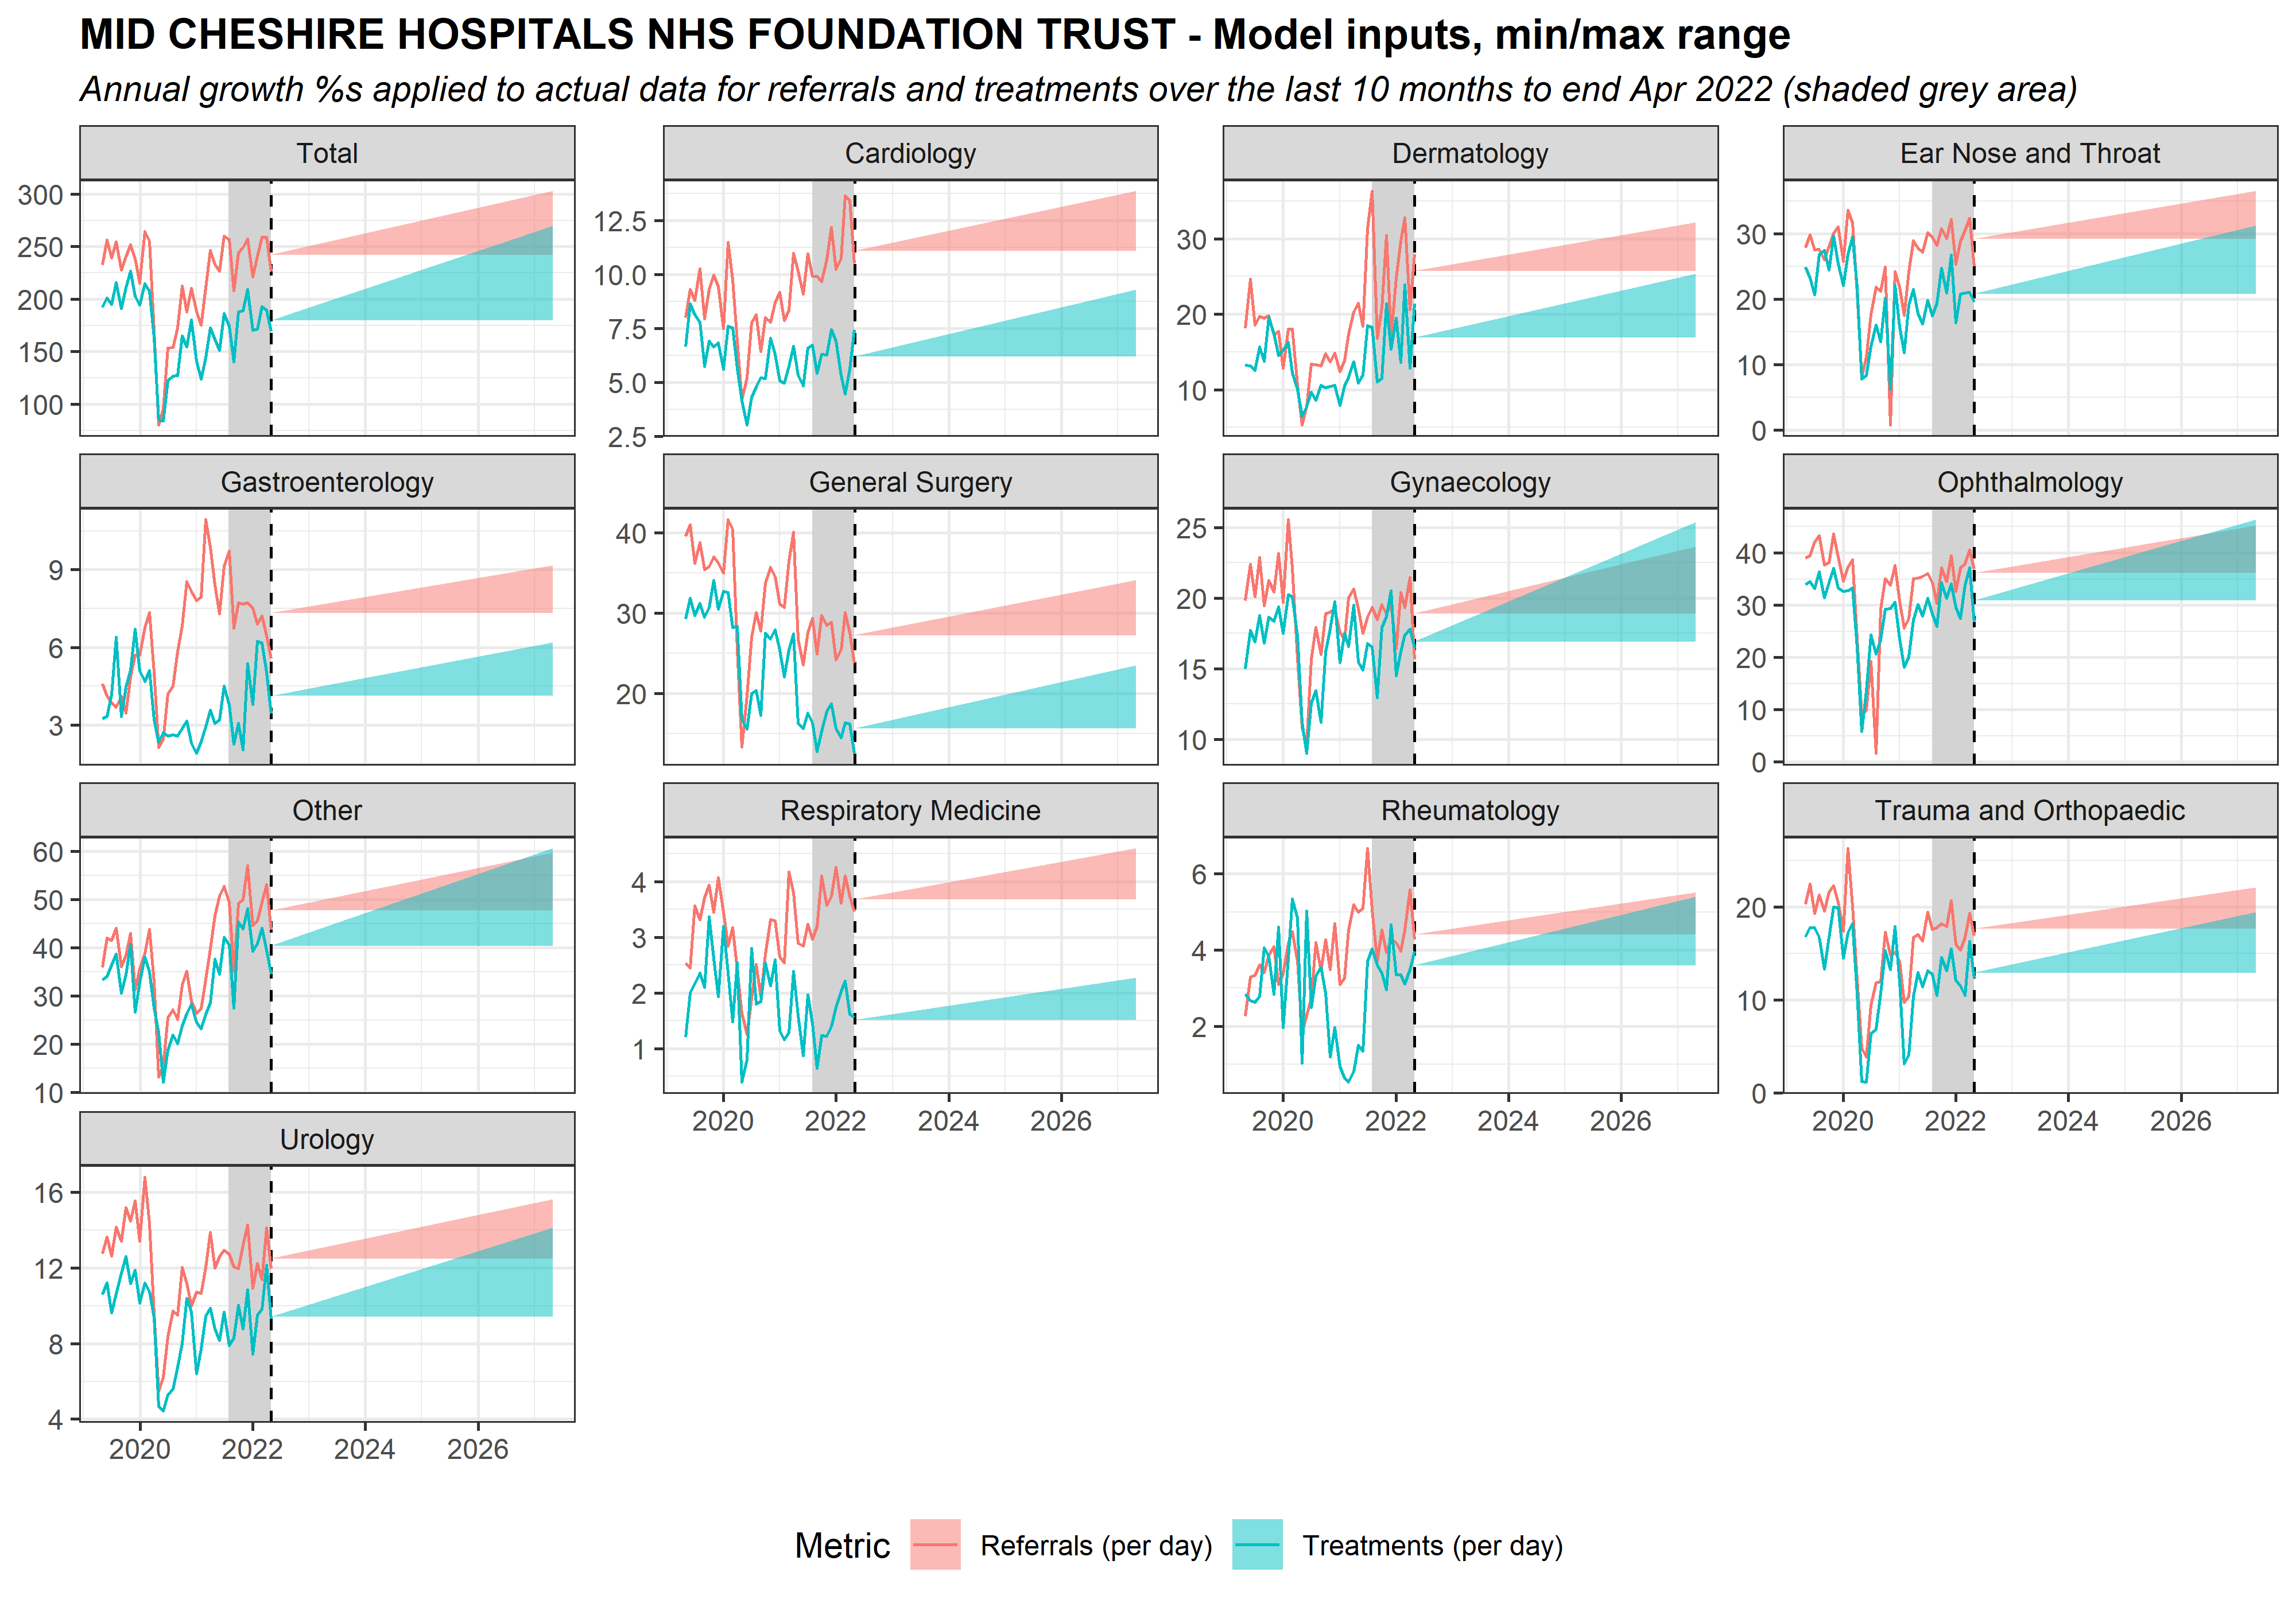 MID CHESHIRE HOSPITALS NHS FOUNDATION TRUST - Model inputs, min/max range
Annual growth %s applied to actual data for referrals and treatments over the last 10 months to end Apr 2022 (shaded grey area)
Total
300
250
200
150
100
Cardiology
12.5
10.0
7.5
5.0
2.5
Dermatology
30
20
10
Ear Nose and Throat
30
20
10
0
Gastroenterology
9
6
3
General Surgery
40
30
20
Gynaecology
25
20
15
10
Ophthalmology
40
30
20
10
0
Other
60
50
40
30
20
10
Respiratory Medicine
4
3
2
1
2020 2022 2024 2026
Rheumatology
6
4
2
2020 2022 2024 2026
Trauma and Orthopaedic
20
10
0
2020 2022 2024 2026
Urology
16
12
8
4
2020 2022 2024 2026
Metric Referrals (per day) Treatments (per day)